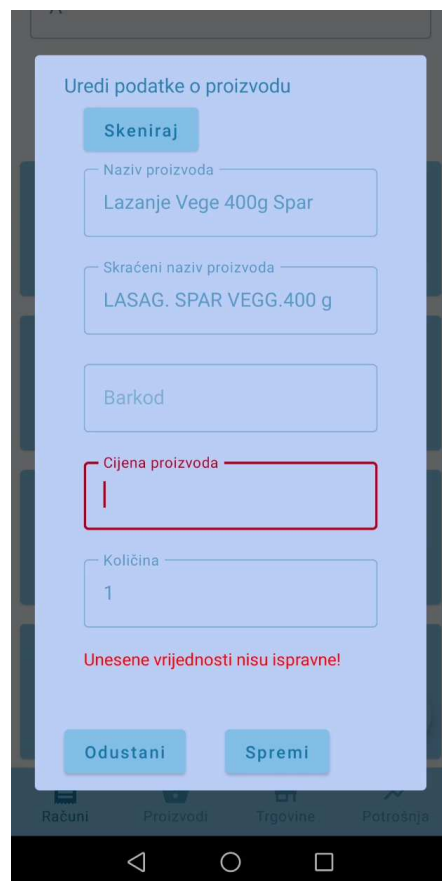 Uredi podatke o proizvodu
Skeniraj
Naziv proizvoda
Lazanje Vege 400g Spar
Skraćeni naziv proizvoda
LASAG. SPAR VEGG.400 g
Barkod
Cijena proizvoda
Količina
1
Unesene vrijednosti nisu ispravne!
Odustani
Spremi
Računi
Proizvodi
Trgovine
Potrošnja